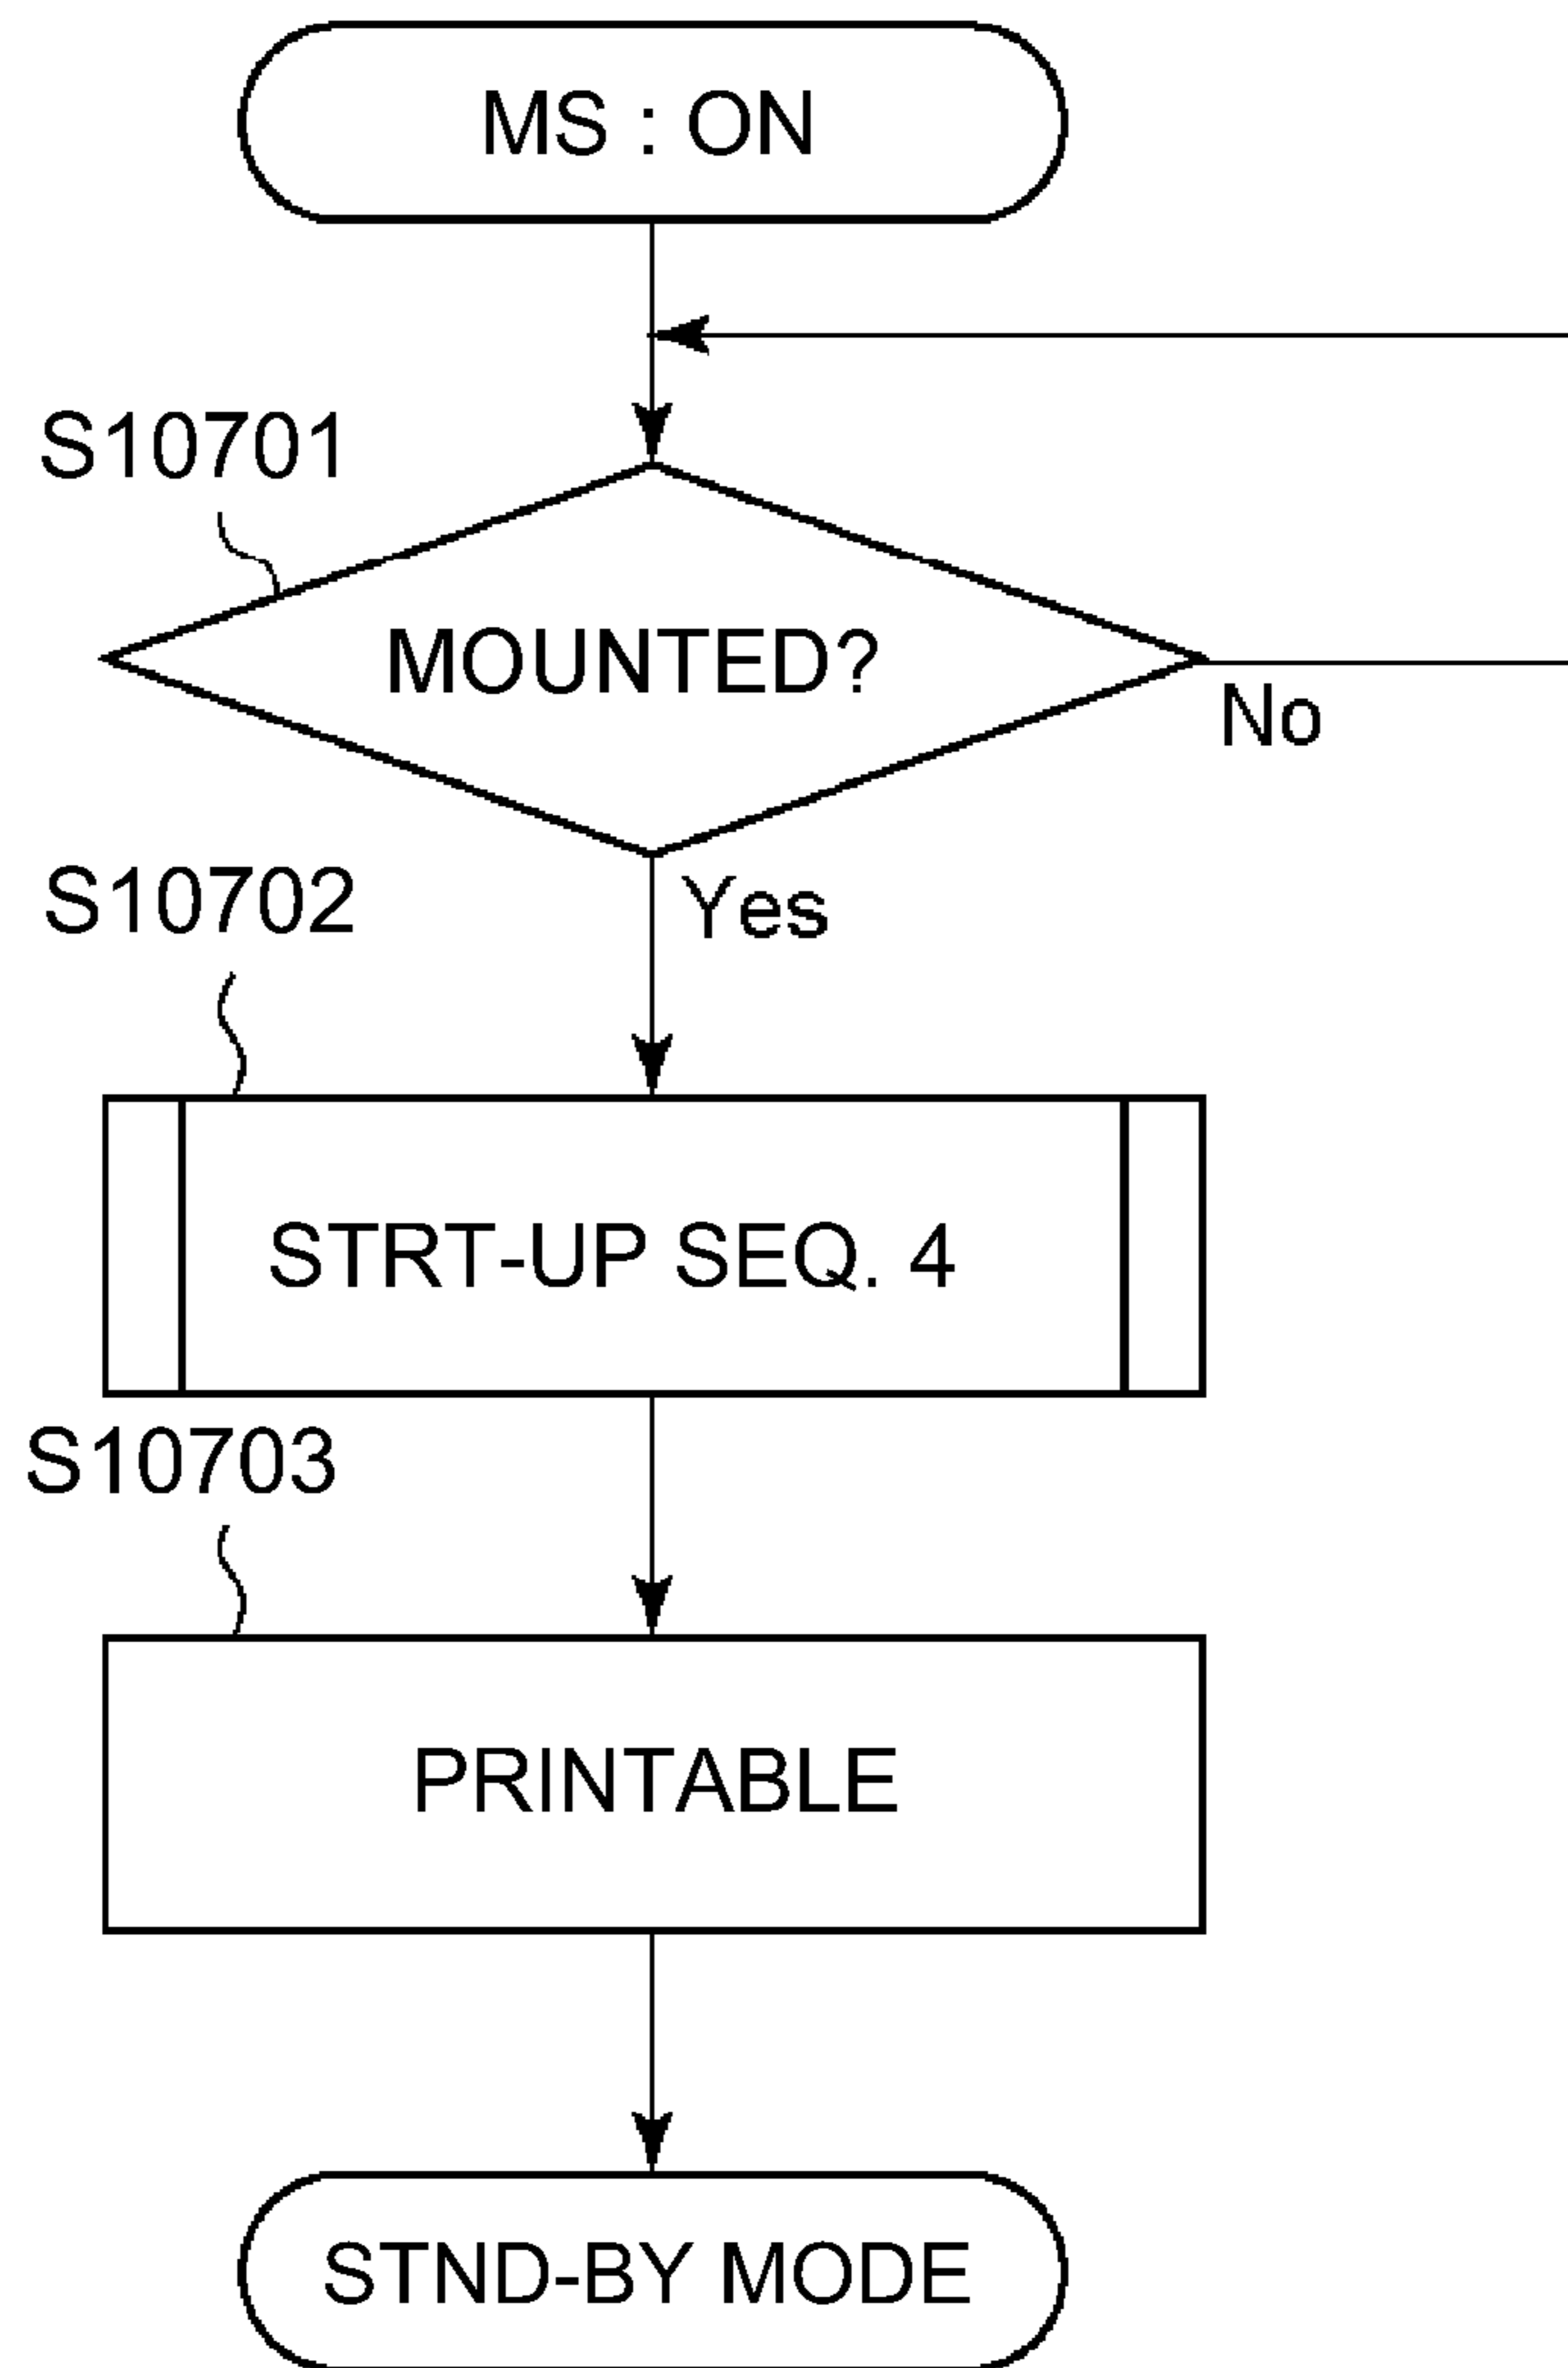 MS : ON
S10701
MOUNTED?
No
S10702
Yes
STRT-UP SEQ. 4
S10703
PRINTABLE
STND-BY MODE